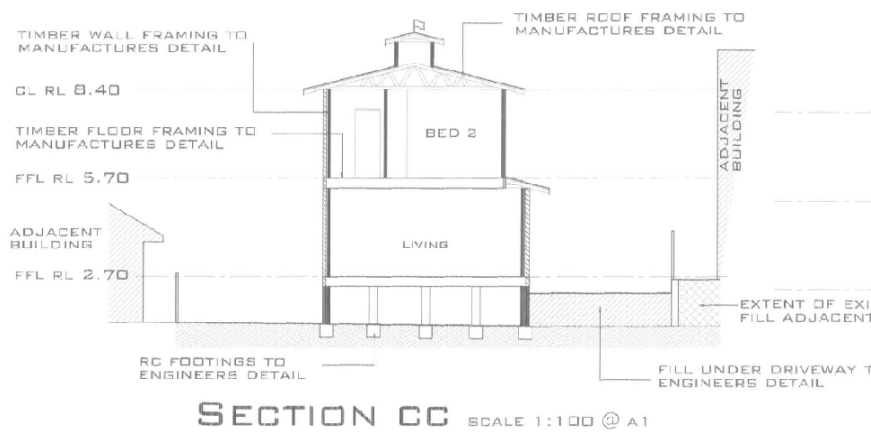 TIMBER WALL FRAMING TO
MANUFACTURES DETAIL
TIMBER ROOF FRAMING TO
MANUFACTURES DETAIL
CL RL 8.40
TIMBER FLOOR FRAMING TO
MANUFACTURES DETAIL
BED 2
ADJACENT
BUILDING
FFL RL 5.70
ADJACENT
BUILDING
LIVING
FFL RL 2.70
EXTENT OF EXI
FILL ADJACENT
RC FOOTINGS TO
ENGINEERS DETAIL
FILL UNDER DRIVEWAY T
ENGINEERS DETAIL
SECTION CC SCALE 1:100 @ A1